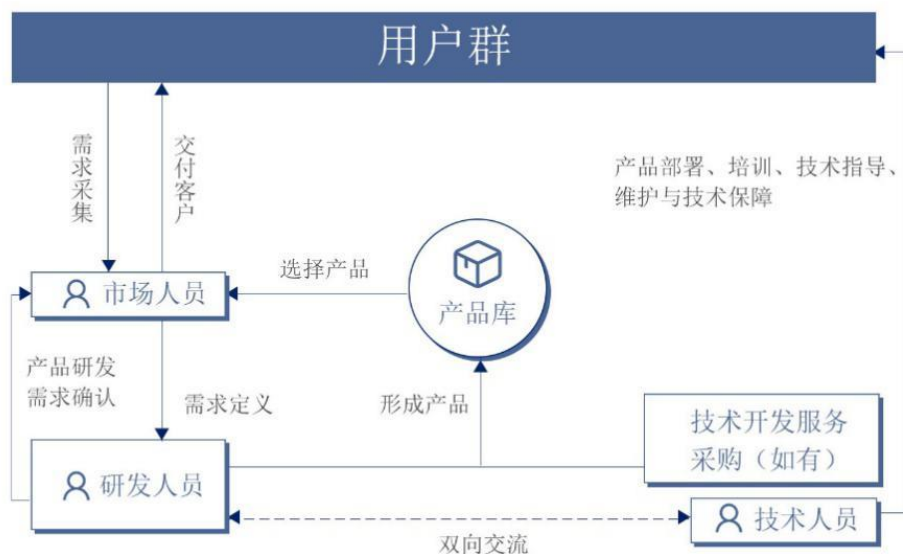 用户群
需求采集
交付客户
产品部署、培训、技术指导、
维护与技术保障
选择产品
市场人员
产品库
产品研发
需求确认
需求定义
形成产品
技术开发服务
采购（如有）
研发人员
技术人员
双向交流